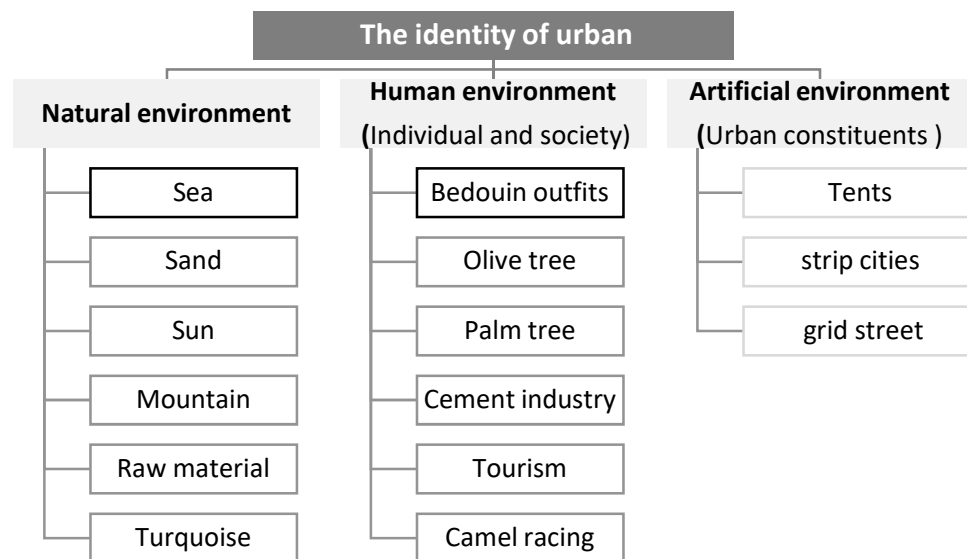 The identity of urban
Natural environment
Sea
Sand
Sun
Mountain
Raw material
Turquoise
Human environment
(Individual and society)
Bedouin outfits
Olive tree
Palm tree
Cement industry
Tourism
Camel racing
Artificial environment
(Urban constituents )
Tents
strip cities
grid street